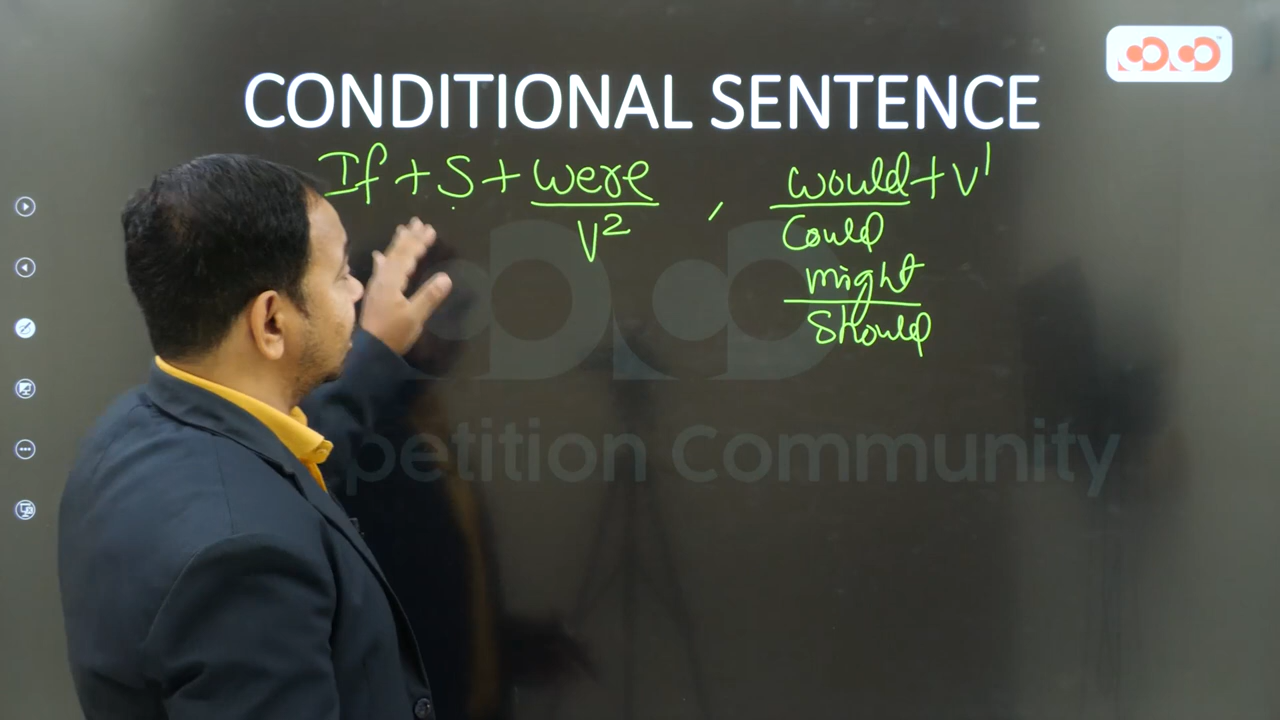 CONDITIONAL SENTENCE
If + S + were , would + V¹
V² Could
might
Should
petition Community